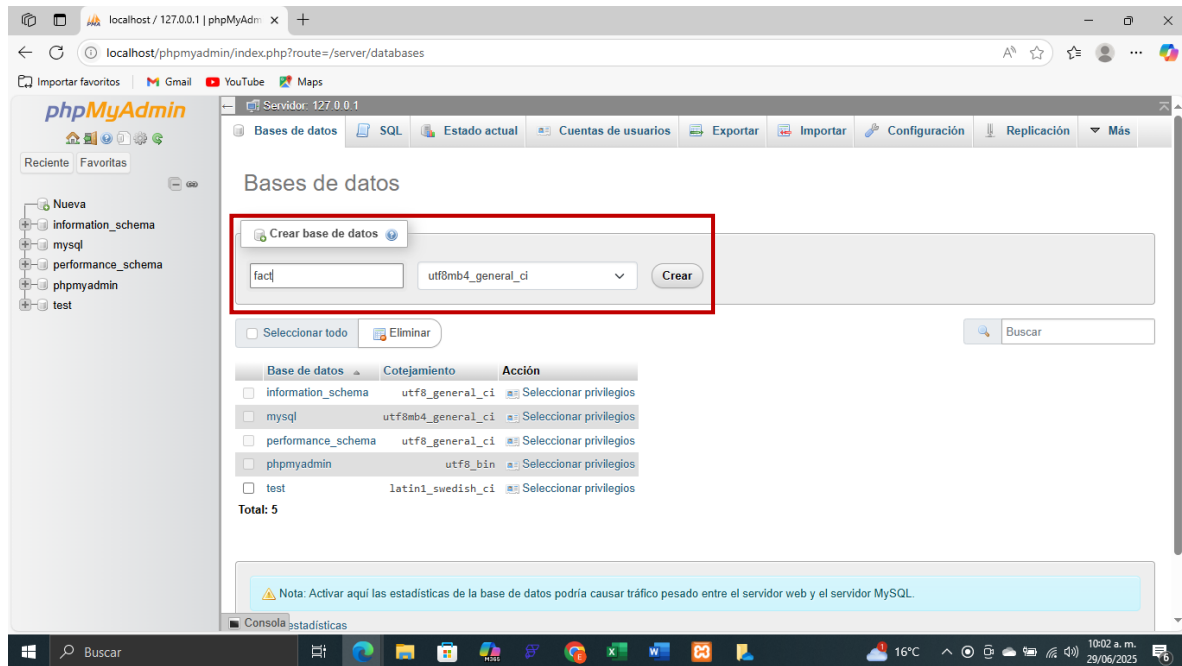 localhost / 127.0.0.1 | phpMyAdm
localhost/phpmyadmin/index.php?route=/server/databases
Importar favoritos Gmail YouTube Maps
phpMyAdmin
Reciente Favoritas
Nueva
information_schema
mysql
performance_schema
phpmyadmin
test
Servidor: 127.0.0.1
Bases de datos SQL Estado actual Cuentas de usuarios Exportar Importar Configuración Replicación Más
Bases de datos
Crear base de datos
fact utf8mb4_general_ci Crear
Seleccionar todo Eliminar Buscar
Base de datos Cotejamiento Acción
information_schema utf8_general_ci Seleccionar privilegios
mysql utf8mb4_general_ci Seleccionar privilegios
performance_schema utf8_general_ci Seleccionar privilegios
phpmyadmin utf8_bin Seleccionar privilegios
test latin1_swedish_ci Seleccionar privilegios
Total: 5
Nota: Activar aquí las estadísticas de la base de datos podría causar tráfico pesado entre el servidor web y el servidor MySQL.
Consola estadísticas
Buscar M365 16°C 10:02 a. m.
29/06/2025 6